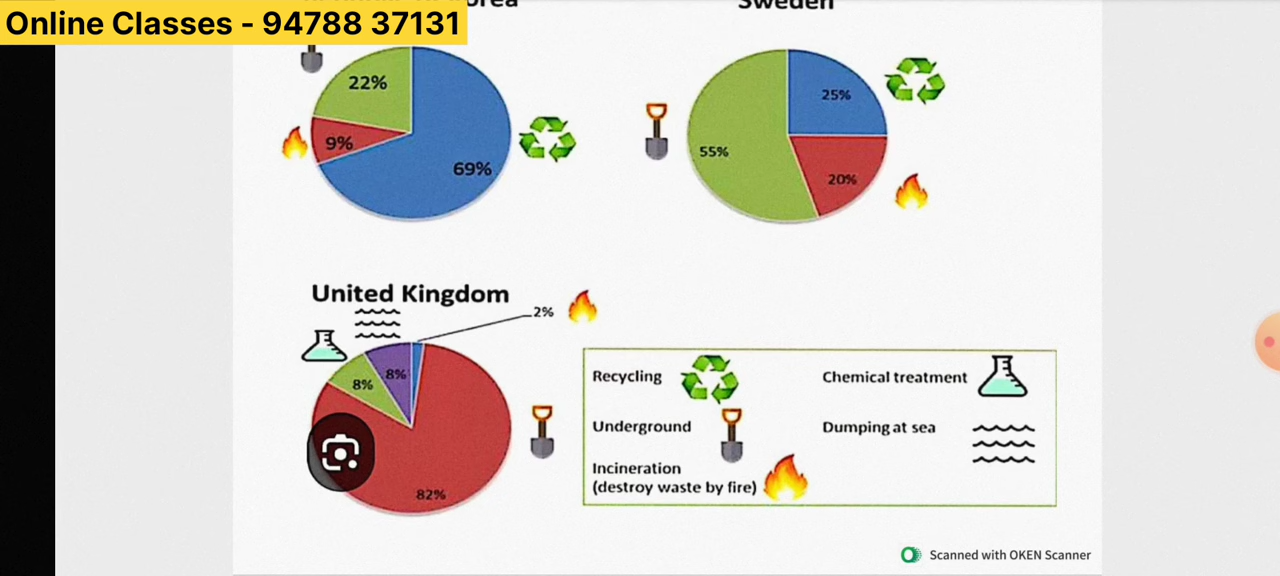 Online Classes - 94788 37131
Sweden
22%
9%
69%
25%
55%
20%
United Kingdom
2%
8%
8%
82%
Recycling
Chemical treatment
Underground
Dumping at sea
Incineration
(destroy waste by fire)
Scanned with OKEN Scanner